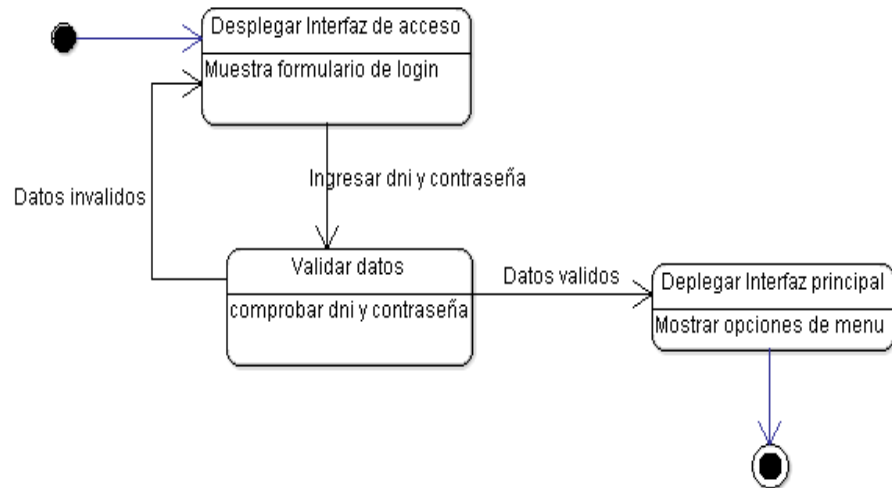 Desplegar Interfaz de acceso
Muestra formulario de login
Ingresar dni y contraseña
Datos invalidos
Validar datos
comprobar dni y contraseña
Datos validos
Deplegar Interfaz principal
Mostrar opciones de menu